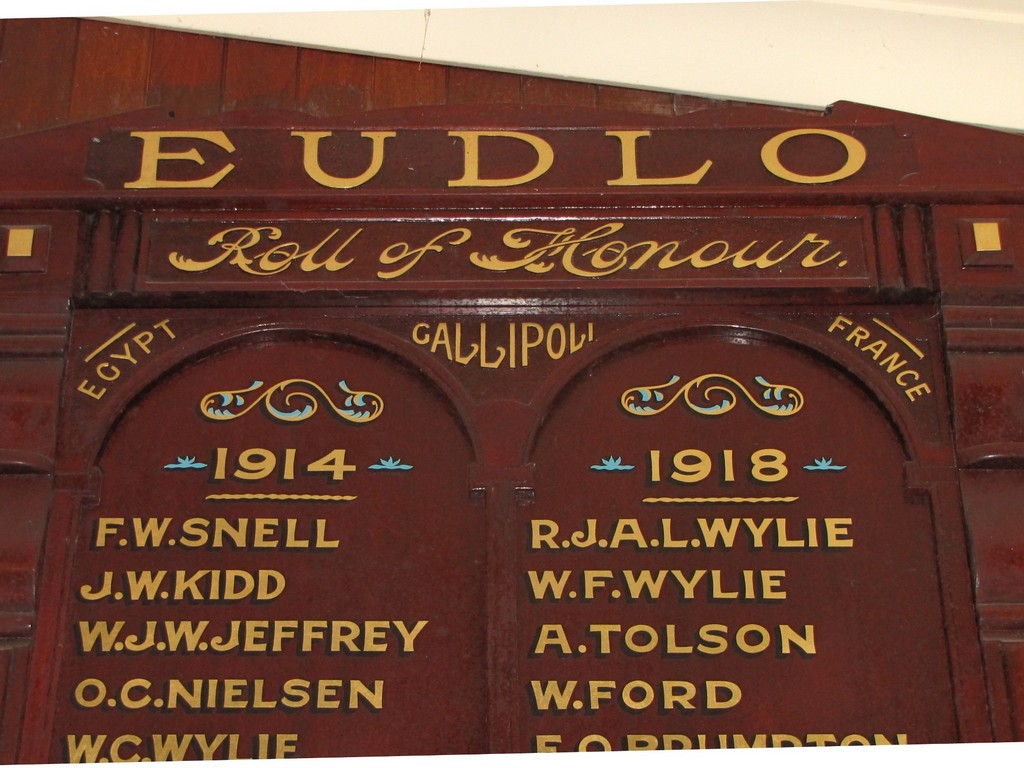 EUDLO
Roll of Honour.
EGYPT
GALLIPOLI
FRANCE
1914
F.W.SNELL
J.W.KIDD
W.J.W.JEFFREY
O.C.NIELSEN
W.C.WYLIE
1918
R.J.A.L.WYLIE
W.F.WYLIE
A.TOLSON
W.FORD